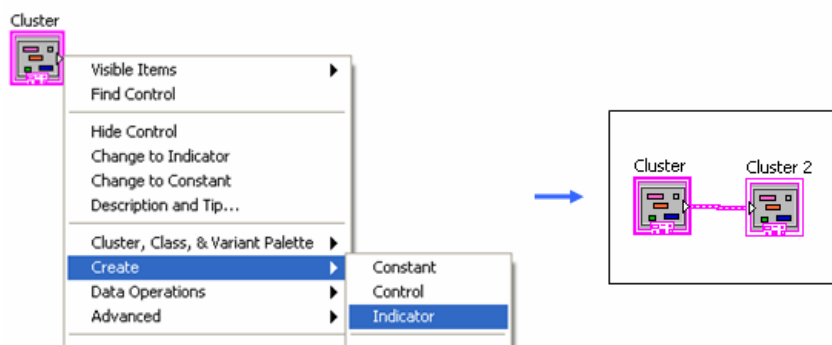 Cluster
Visible Items
Find Control
Hide Control
Change to Indicator
Change to Constant
Description and Tip...
Cluster, Class, & Variant Palette
Create
Data Operations
Advanced
Constant
Control
Indicator
Cluster
Cluster 2